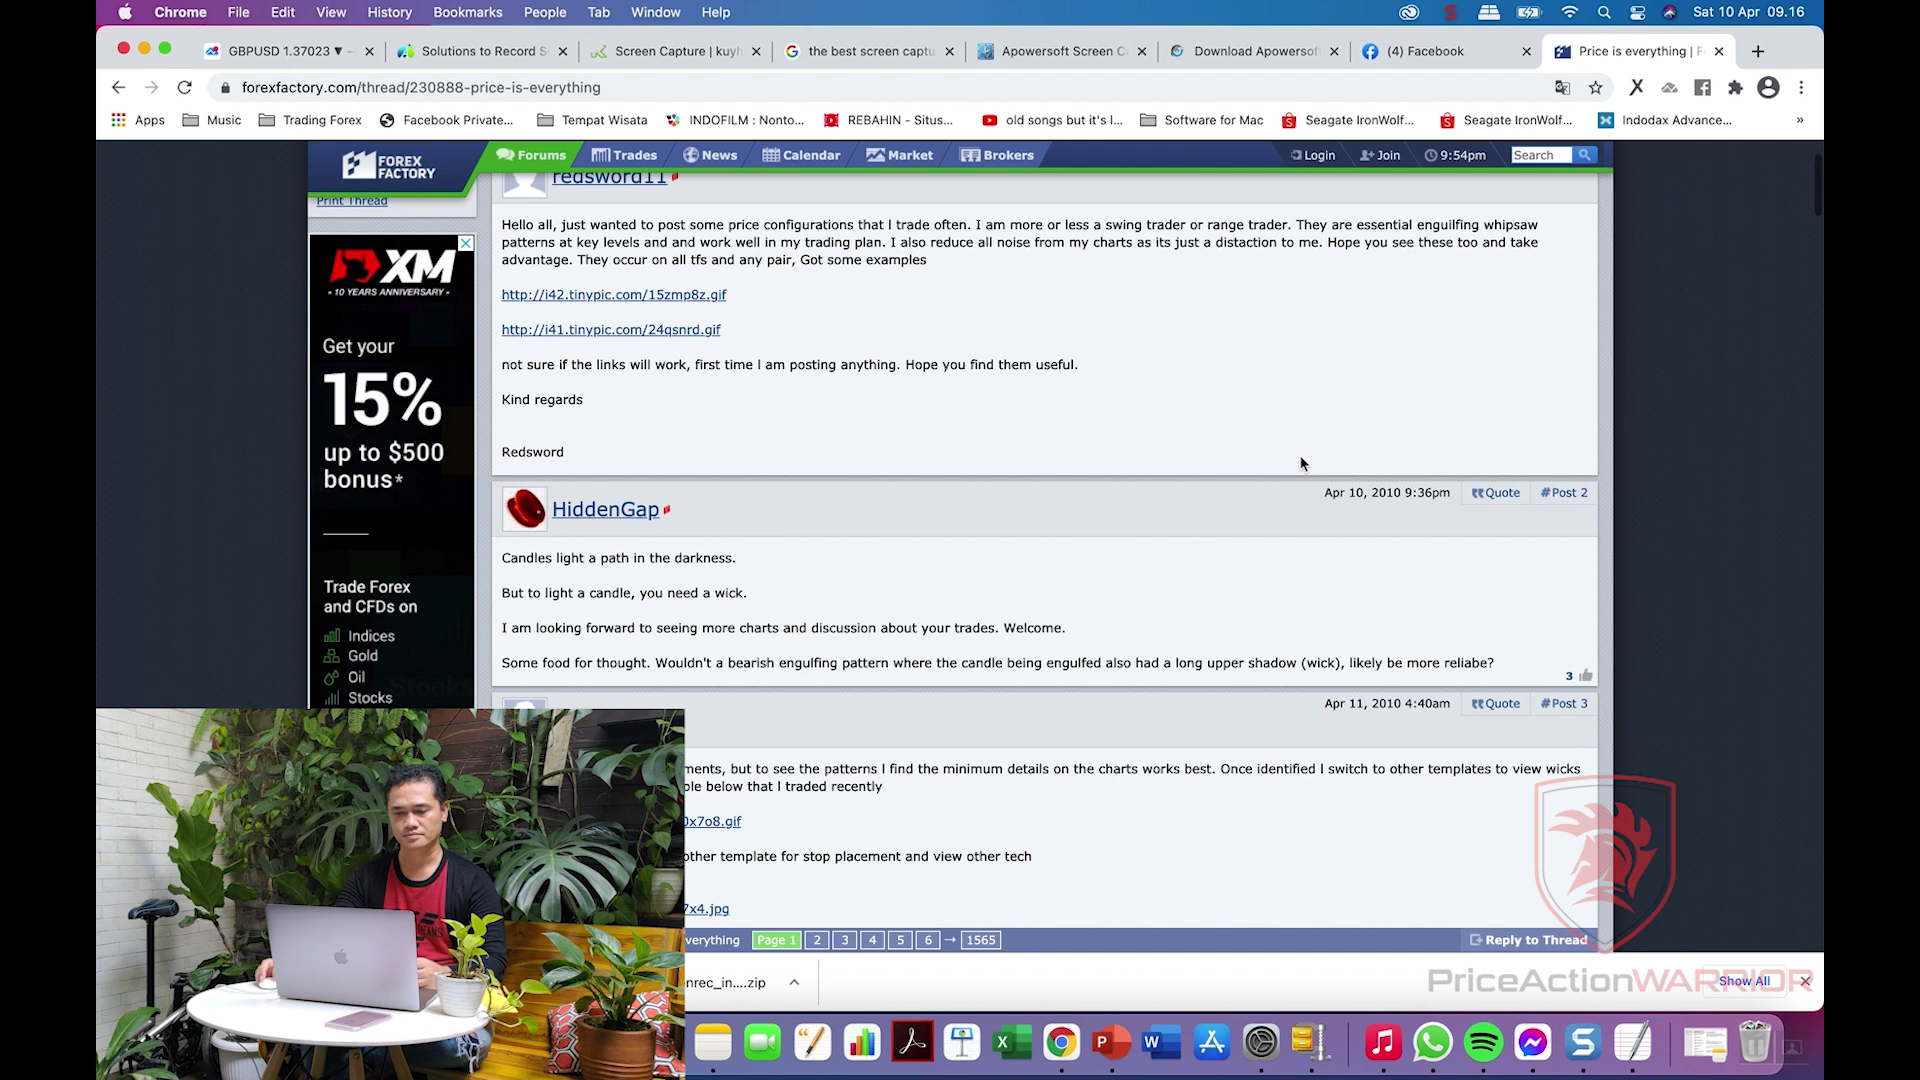 Chrome File Edit View History Bookmarks People Tab Window Help Sat 10 Apr 09.16
GBPUSD 1.37023 ▼ Solutions to Record S Screen Capture | kuyh the best screen captu Apowersoft Screen C Download Apowersof (4) Facebook Price is everything | F
forexfactory.com/thread/230888-price-is-everything
Apps Music Trading Forex Facebook Private... Tempat Wisata INDOFILM : Nonto... REBAHIN - Situs... old songs but it's l... Software for Mac Seagate IronWolf... Seagate IronWolf... Indodax Advance... »
FOREX
FACTORY
Forums Trades News Calendar Market Brokers Login Join 9:54pm Search
Print Thread
redsword11
Hello all, just wanted to post some price configurations that I trade often. I am more or less a swing trader or range trader. They are essential enguilfing whipsaw
patterns at key levels and and work well in my trading plan. I also reduce all noise from my charts as its just a distaction to me. Hope you see these too and take
advantage. They occur on all tfs and any pair, Got some examples
http://i42.tinypic.com/15zmp8z.gif
http://i41.tinypic.com/24qsnrd.gif
not sure if the links will work, first time I am posting anything. Hope you find them useful.
Kind regards
Redsword
XM
- 10 YEARS ANNIVERSARY -
Get your
15%
up to $500
bonus*
Trade Forex
and CFDs on
Indices
Gold
Oil
Stocks
HiddenGap
Apr 10, 2010 9:36pm Quote #Post 2
Candles light a path in the darkness.
But to light a candle, you need a wick.
I am looking forward to seeing more charts and discussion about your trades. Welcome.
Some food for thought. Wouldn't a bearish engulfing pattern where the candle being engulfed also had a long upper shadow (wick), likely be more reliabe?
3
Apr 11, 2010 4:40am Quote #Post 3
ments, but to see the patterns I find the minimum details on the charts works best. Once identified I switch to other templates to view wicks
ple below that I traded recently
0x7o8.gif
other template for stop placement and view other tech
7x4.jpg
verything Page 1 2 3 4 5 6 → 1565 Reply to Thread
nrec_in....zip Show All
PriceActionWARRIOR